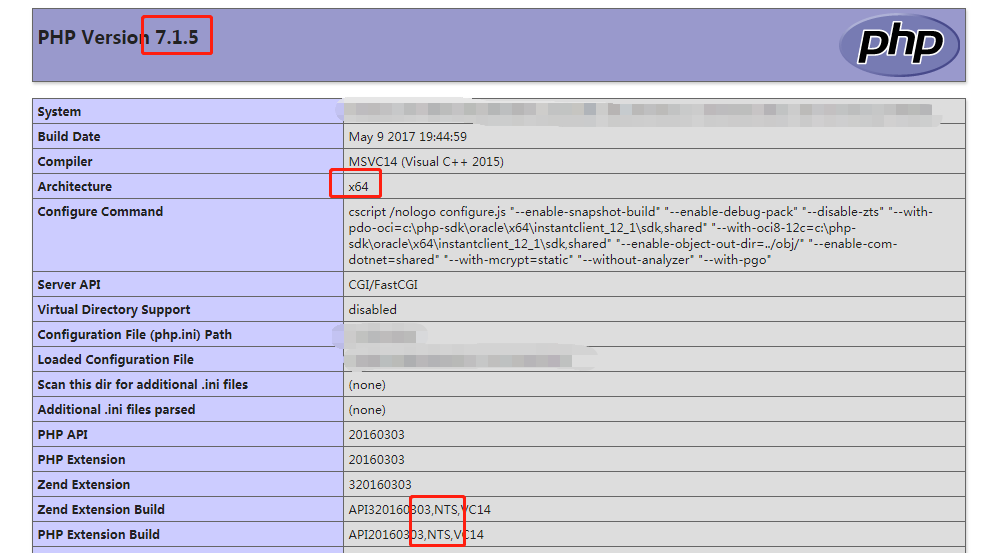 PHP Version 7.1.5
php
System
Build Date May 9 2017 19:44:59
Compiler MSVC14 (Visual C++ 2015)
Architecture x64
Configure Command cscript /nologo configure.js "--enable-snapshot-build" "--enable-debug-pack" "--disable-zts" "--with-
pdo-oci=c:\php-sdk\oracle\x64\instantclient_12_1\sdk,shared" "--with-oci8-12c=c:\php-
sdk\oracle\x64\instantclient_12_1\sdk,shared" "--enable-object-out-dir=../obj/" "--enable-com-
dotnet=shared" "--with-mcrypt=static" "--without-analyzer" "--with-pgo"
Server API CGI/FastCGI
Virtual Directory Support disabled
Configuration File (php.ini) Path
Loaded Configuration File
Scan this dir for additional .ini files (none)
Additional .ini files parsed (none)
PHP API 20160303
PHP Extension 20160303
Zend Extension 320160303
Zend Extension Build API320160303,NTS,VC14
PHP Extension Build API20160303,NTS,VC14